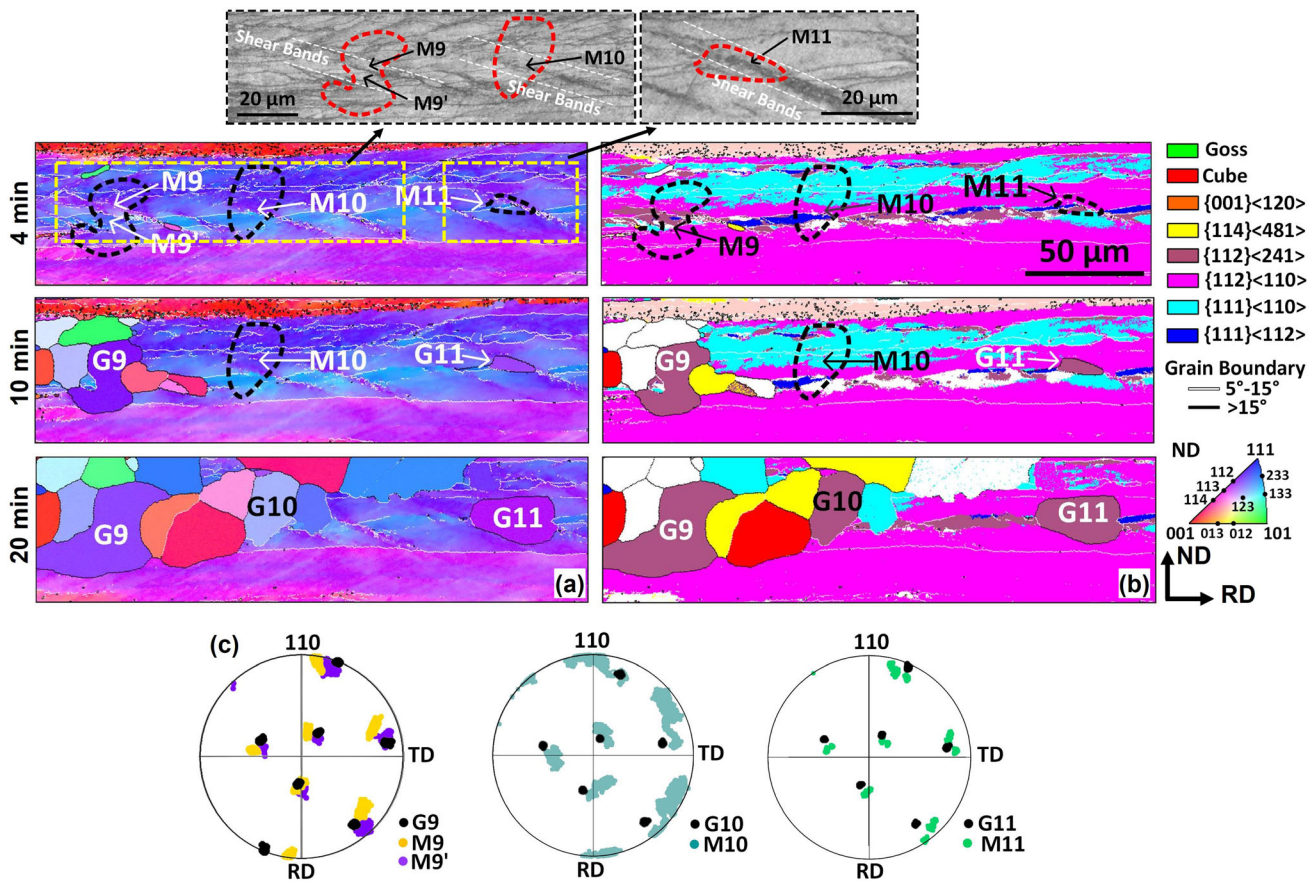 Shear Bands
M9
M9'
M10
Shear Bands
20 μm
M11
Shear Bands
20 μm
4 min
M9
M9'
M10
M11
M9
M10
M11
50 μm
10 min
G9
M10
G11
G9
M10
G11
20 min
G9
G10
G11
(a)
G9
G10
G11
(b)
Goss
Cube
{001}<120>
{114}<481>
{112}<241>
{112}<110>
{111}<110>
{111}<112>
Grain Boundary
5°-15°
>15°
ND
111
112
233
113
133
114
123
001
013
012
101
ND
RD
(c)
110
TD
RD
G9
M9
M9'
110
TD
RD
G10
M10
110
TD
RD
G11
M11